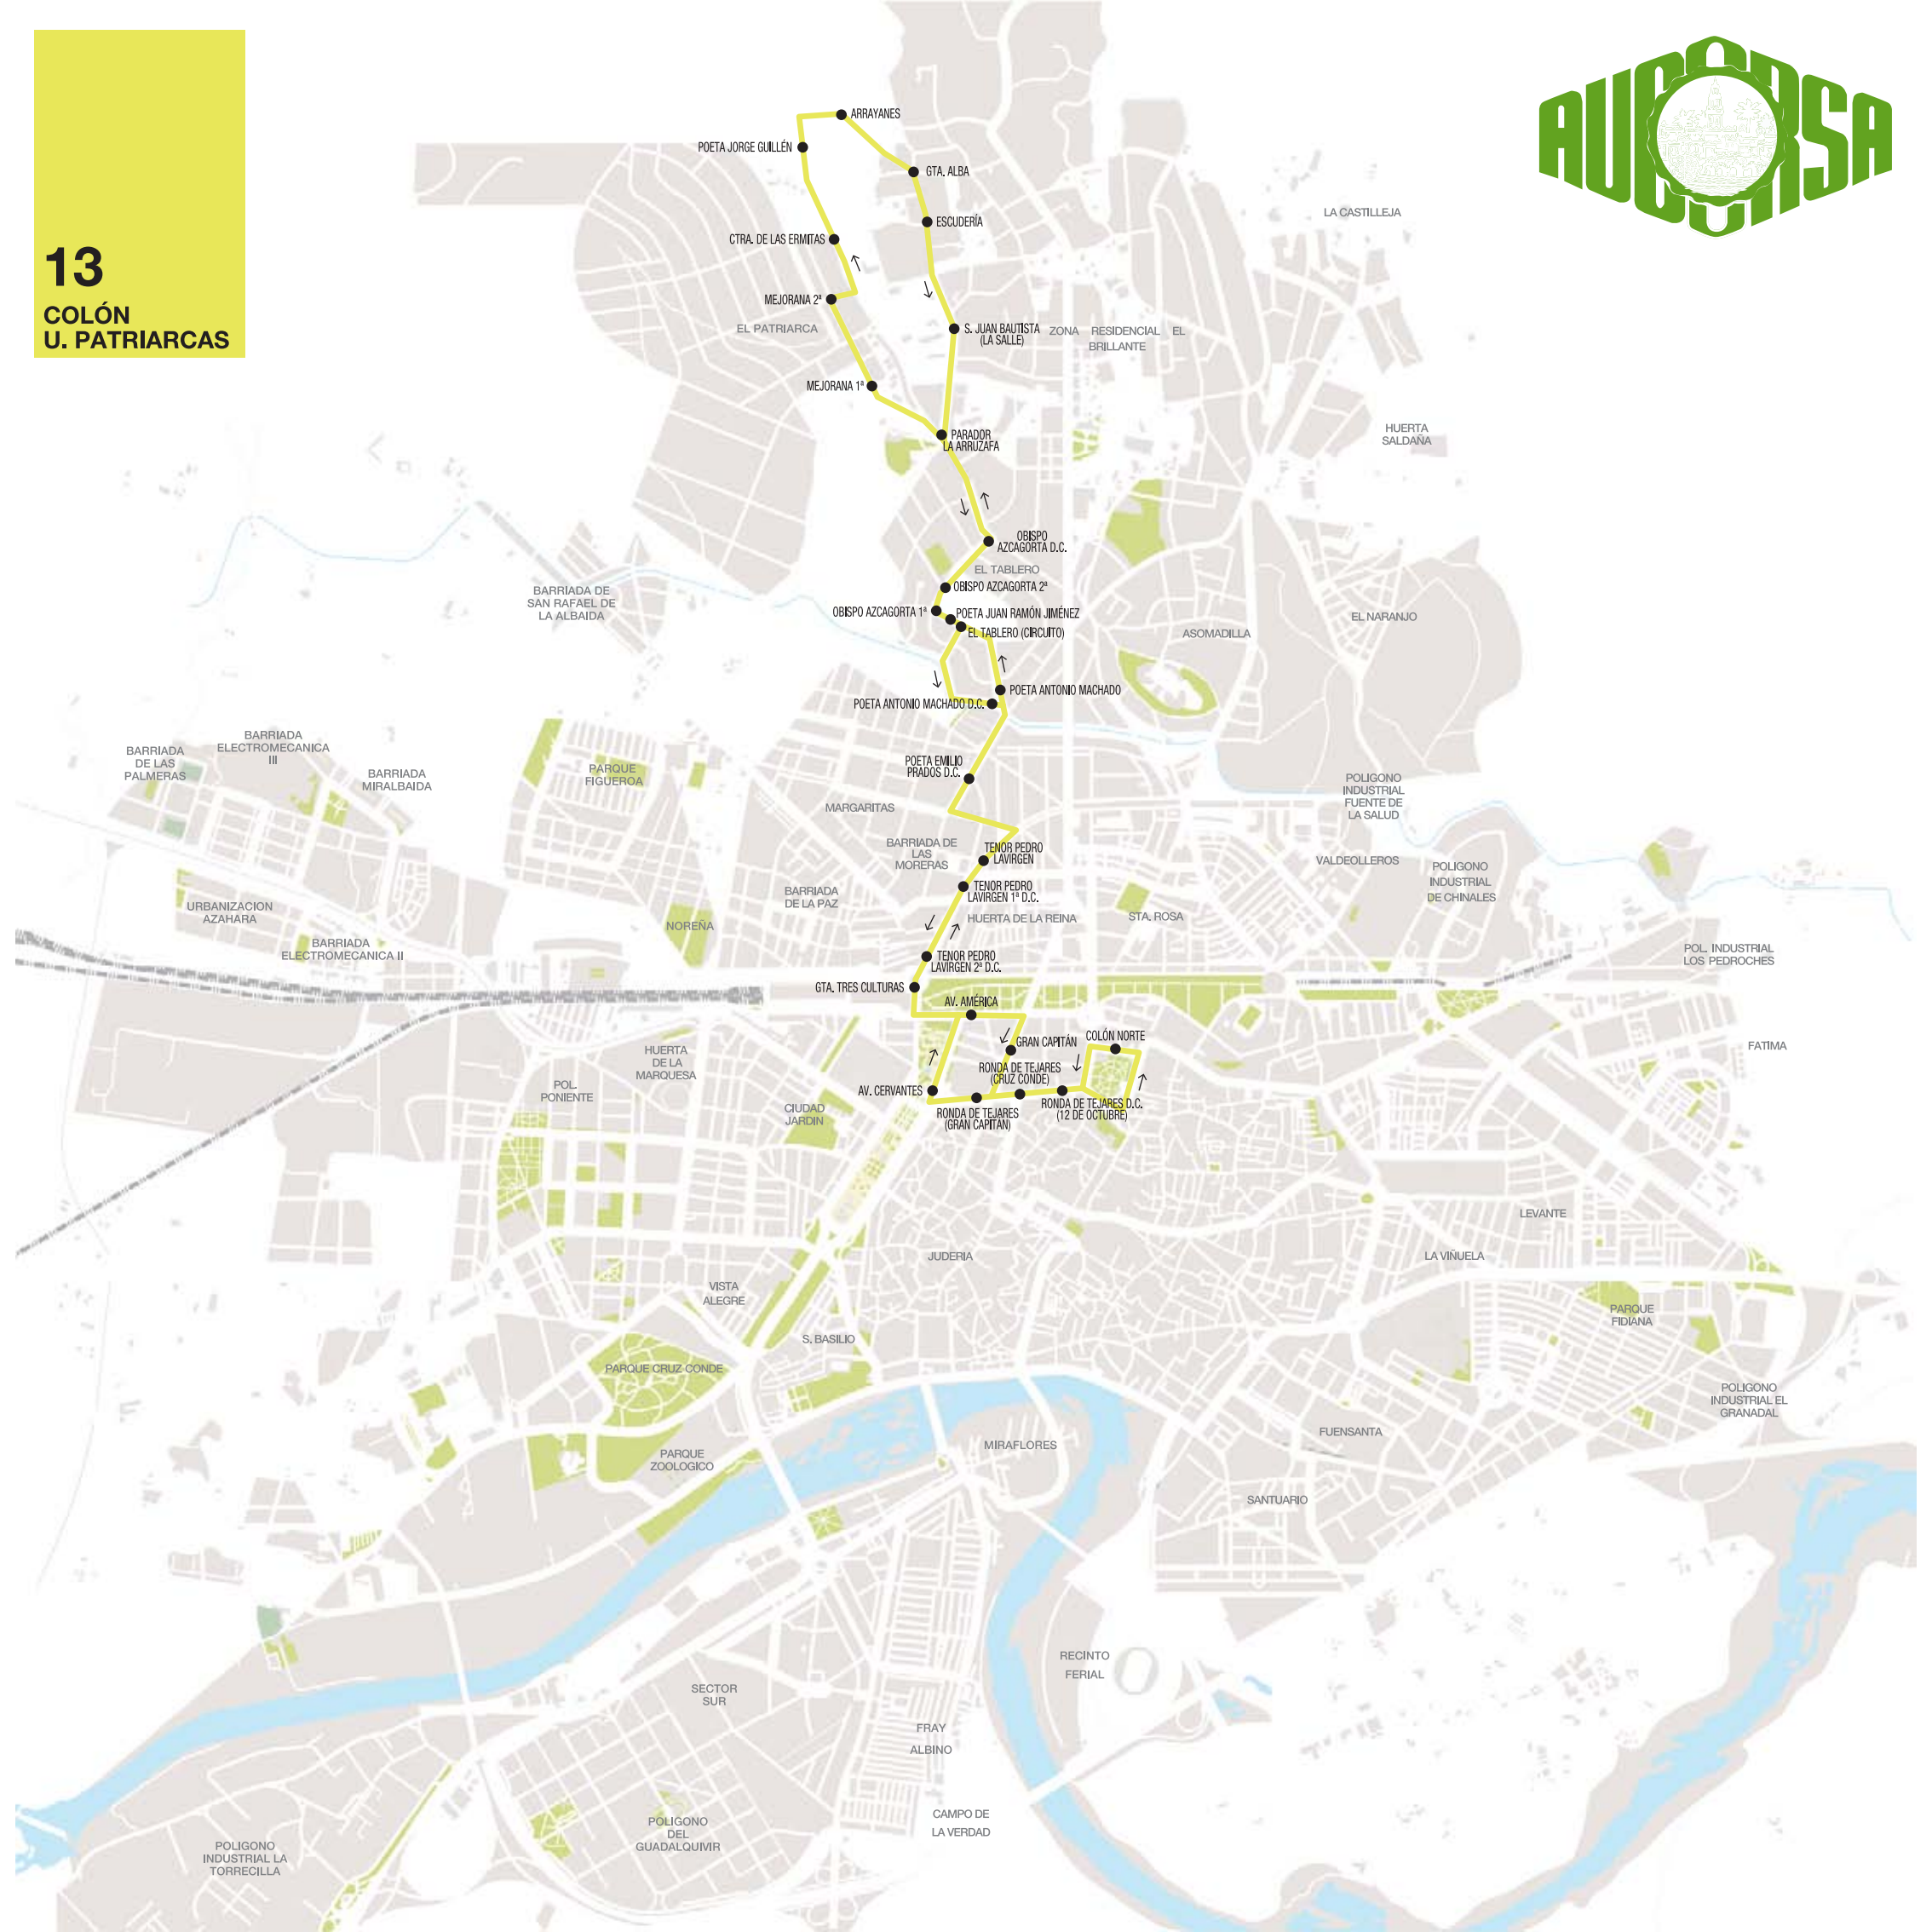 13
COLÓN
U. PATRIARCAS
AUCORSA
ARRAYANES
POETA JORGE GUILLÉN
GTA. ALBA
ESCUDERÍA
LA CASTILLEJA
CTRA. DE LAS ERMITAS
MEJORANA 2ª
EL PATRIARCA
S. JUAN BAUTISTA
(LA SALLE)
ZONA RESIDENCIAL EL
BRILLANTE
MEJORANA 1ª
PARADOR
LA ARRUZAFA
HUERTA
SALDAÑA
OBISPO
AZCAGORTA D.C.
EL TABLERO
OBISPO AZCAGORTA 2ª
BARRIADA DE
SAN RAFAEL DE
LA ALBAIDA
OBISPO AZCAGORTA 1ª
POETA JUAN RAMÓN JIMÉNEZ
EL TABLERO (CIRCUITO)
ASOMADILLA
EL NARANJO
POETA ANTONIO MACHADO
POETA ANTONIO MACHADO D.C.
BARRIADA
DE LAS
PALMERAS
BARRIADA
ELECTROMECANICA
III
BARRIADA
MIRALBAIDA
PARQUE
FIGUEROA
POETA EMILIO
PRADOS D.C.
MARGARITAS
POLIGONO
INDUSTRIAL
FUENTE DE
LA SALUD
BARRIADA DE
LAS
MORERAS
TENOR PEDRO
LAVIRGEN
VALDEOLLEROS
POLIGONO
INDUSTRIAL
DE CHINALES
BARRIADA
DE LA PAZ
TENOR PEDRO
LAVIRGEN 1ª D.C.
URBANIZACION
AZAHARA
NOREÑA
HUERTA DE LA REINA
STA. ROSA
BARRIADA
ELECTROMECANICA II
TENOR PEDRO
LAVIRGEN 2ª D.C.
POL. INDUSTRIAL
LOS PEDROCHES
GTA. TRES CULTURAS
AV. AMÉRICA
GRAN CAPITÁN
COLÓN NORTE
FATIMA
HUERTA
DE LA
MARQUESA
POL.
PONIENTE
RONDA DE TEJARES
(CRUZ CONDE)
AV. CERVANTES
CIUDAD
JARDIN
RONDA DE TEJARES
(GRAN CAPITÁN)
RONDA DE TEJARES D.C.
(12 DE OCTUBRE)
LEVANTE
JUDERIA
LA VIÑUELA
VISTA
ALEGRE
PARQUE
FIDIANA
S. BASILIO
PARQUE CRUZ CONDE
POLIGONO
INDUSTRIAL EL
GRANADAL
FUENSANTA
MIRAFLORES
PARQUE
ZOOLOGICO
SANTUARIO
RECINTO
FERIAL
SECTOR
SUR
FRAY
ALBINO
CAMPO DE
LA VERDAD
POLIGONO
DEL
GUADALQUIVIR
POLIGONO
INDUSTRIAL LA
TORRECILLA